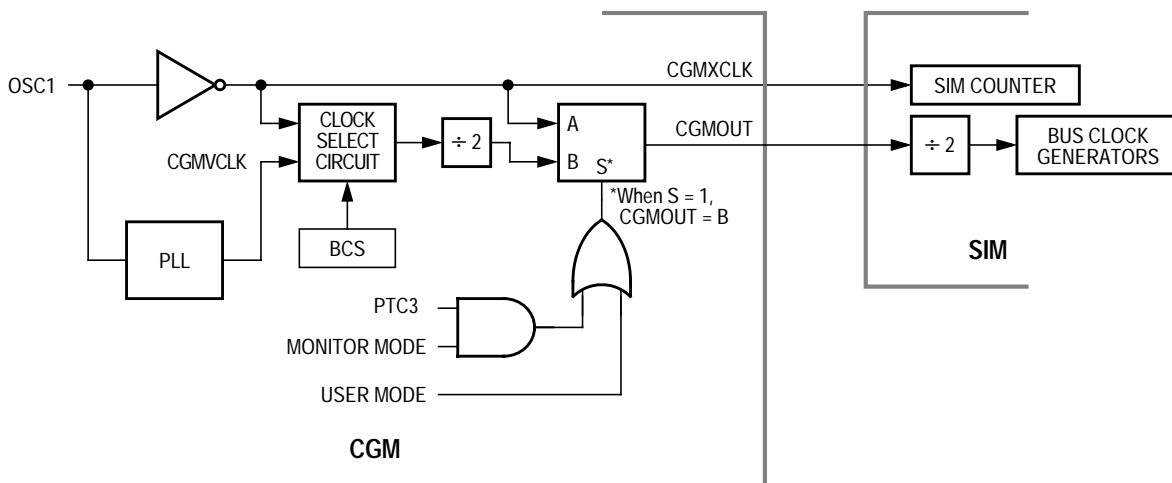 OSC1
CGMXCLK
SIM COUNTER
CLOCK
SELECT
CIRCUIT
÷ 2
A
B
S*
CGMOUT
÷ 2
BUS CLOCK
GENERATORS
CGMVCLK
*When S = 1,
CGMOUT = B
BCS
PLL
SIM
PTC3
MONITOR MODE
USER MODE
CGM